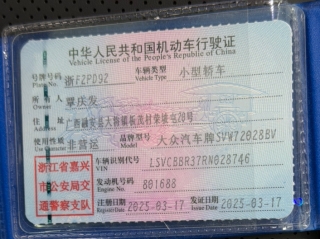 中华人民共和国机动车行驶证
Vehicle License of the People's Republic of China
号牌号码 浙FZPD92 车辆类型 小型轿车
Plate No. Vehicle Type
所有人 覃庆发
Owner
住址
Address
使用性质 非营运 品牌型号 大众汽车牌SVW72028BV
Use Character Model
浙江省嘉兴
市公安局交
通警察支队
车辆识别代号 LSVCB8R37RN028746
VIN
发动机号码 801688
Engine No.
注册日期 2025-03-17 发证日期 2025-03-17
Register Date Issue Date